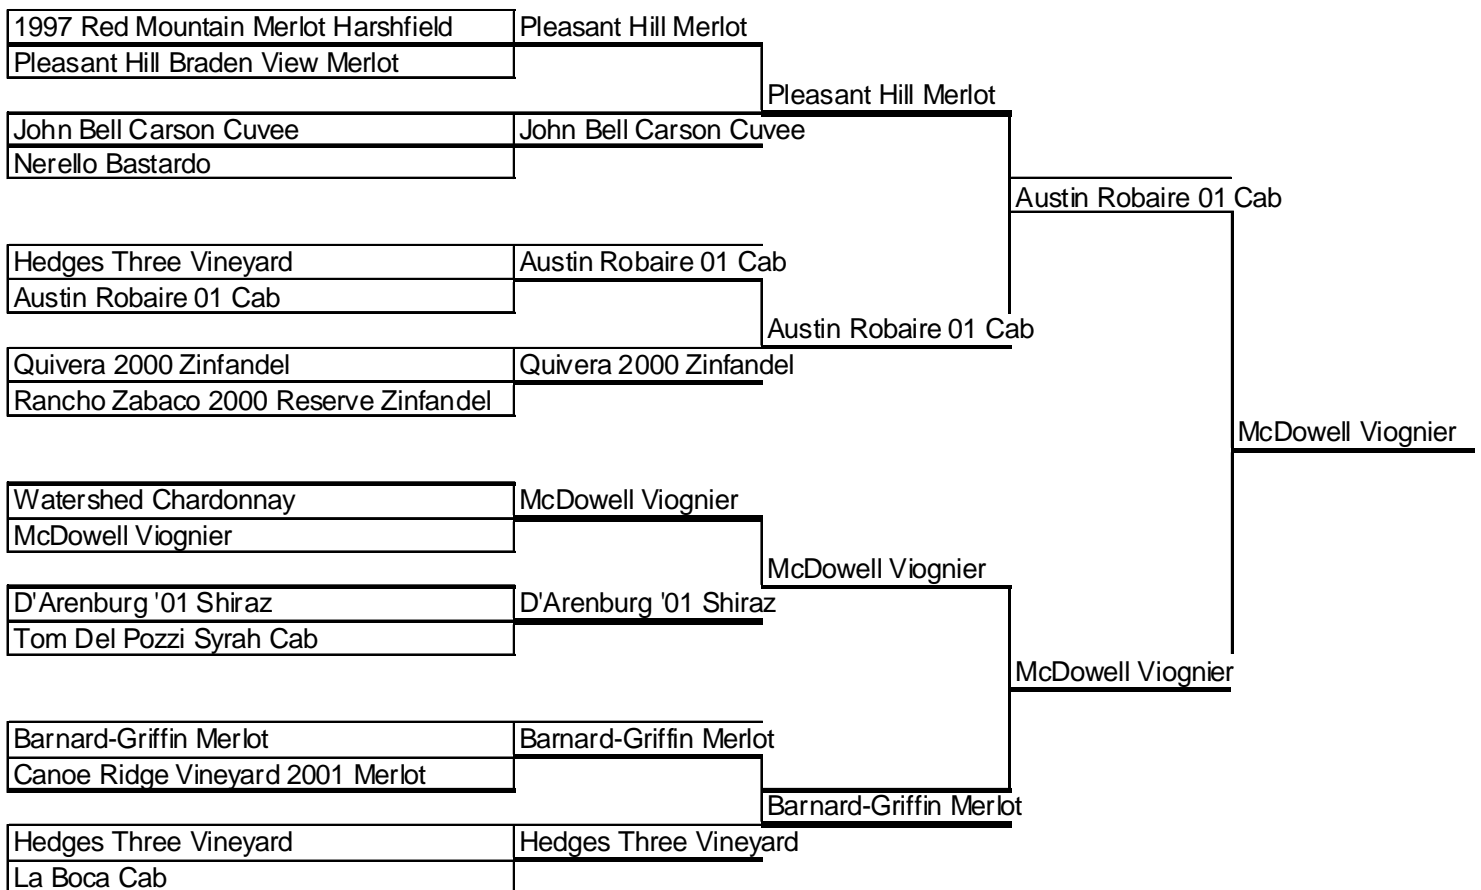 1997 Red Mountain Merlot Harshfield
Pleasant Hill Merlot
Pleasant Hill Braden View Merlot
Pleasant Hill Merlot
John Bell Carson Cuvee
John Bell Carson Cuvee
Nerello Bastardo
Austin Robaire 01 Cab
Hedges Three Vineyard
Austin Robaire 01 Cab
Austin Robaire 01 Cab
Austin Robaire 01 Cab
Quivera 2000 Zinfandel
Quivera 2000 Zinfandel
Rancho Zabaco 2000 Reserve Zinfandel
McDowell Viognier
Watershed Chardonnay
McDowell Viognier
McDowell Viognier
McDowell Viognier
D'Arenburg '01 Shiraz
D'Arenburg '01 Shiraz
Tom Del Pozzi Syrah Cab
McDowell Viognier
Barnard-Griffin Merlot
Barnard-Griffin Merlot
Canoe Ridge Vineyard 2001 Merlot
Barnard-Griffin Merlot
Hedges Three Vineyard
Hedges Three Vineyard
La Boca Cab